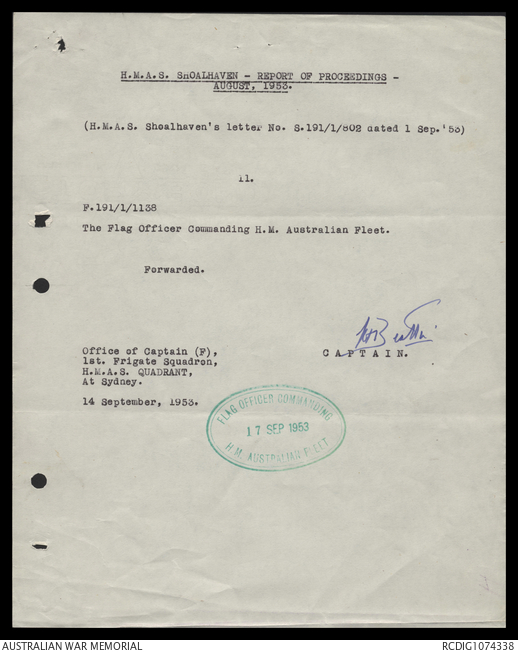 H.M.A.S. SHOALHAVEN - REPORT OF PROCEEDINGS -
AUGUST, 1953.
(H.M.A.S. Shoalhaven's letter No. S.191/1/802 dated 1 Sep.'53)
11.
F.191/1/1138
The Flag Officer Commanding H.M. Australian Fleet.
Forwarded.
Office of Captain (F),
1st. Frigate Squadron,
H.M.A.S. QUADRANT,
At Sydney.
CAPTAIN.
14 September, 1953.
FLAG OFFICER COMMANDING
17 SEP 1953
H.M. AUSTRALIAN FLEET
AUSTRALIAN WAR MEMORIAL
RCDIG1074338